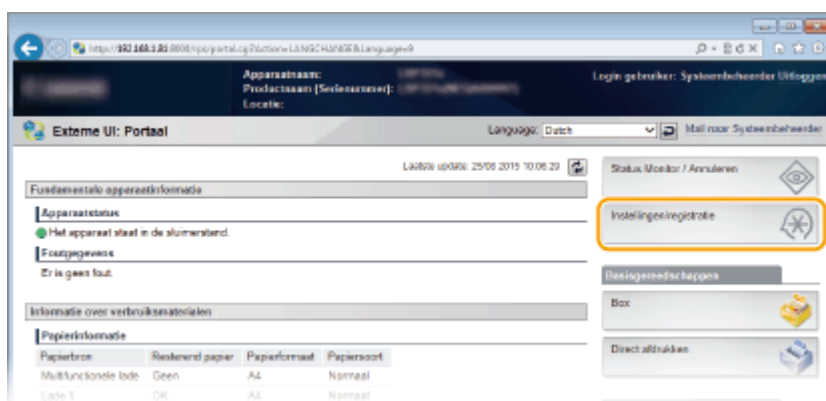 Apparaatnaam:
Productnaam [Serienummer]:
Locatie:
Login gebruiker: Systeembeheerder Uitloggen
Externe UI: Portaal
Language: Dutch
Mail naar Systeembeheerder
Laatste update: 25/08 2015 10:06:29
Fundamentele apparaatinformatie
Apparaatstatus
Het apparaat staat in de sluimerstand.
Foutgegevens
Er is geen fout.
Informatie over verbruiksmaterialen
Papierinformatie
Papierbron Resterend papier Papierformaat Papiersoort
Multifunctionele lade Geen A4 Normaal
Lade 1 OK A4 Normaal
Status Monitor / Annuleren
Instellingen/registratie
Basisgereedschappen
Box
Direct afdrukken